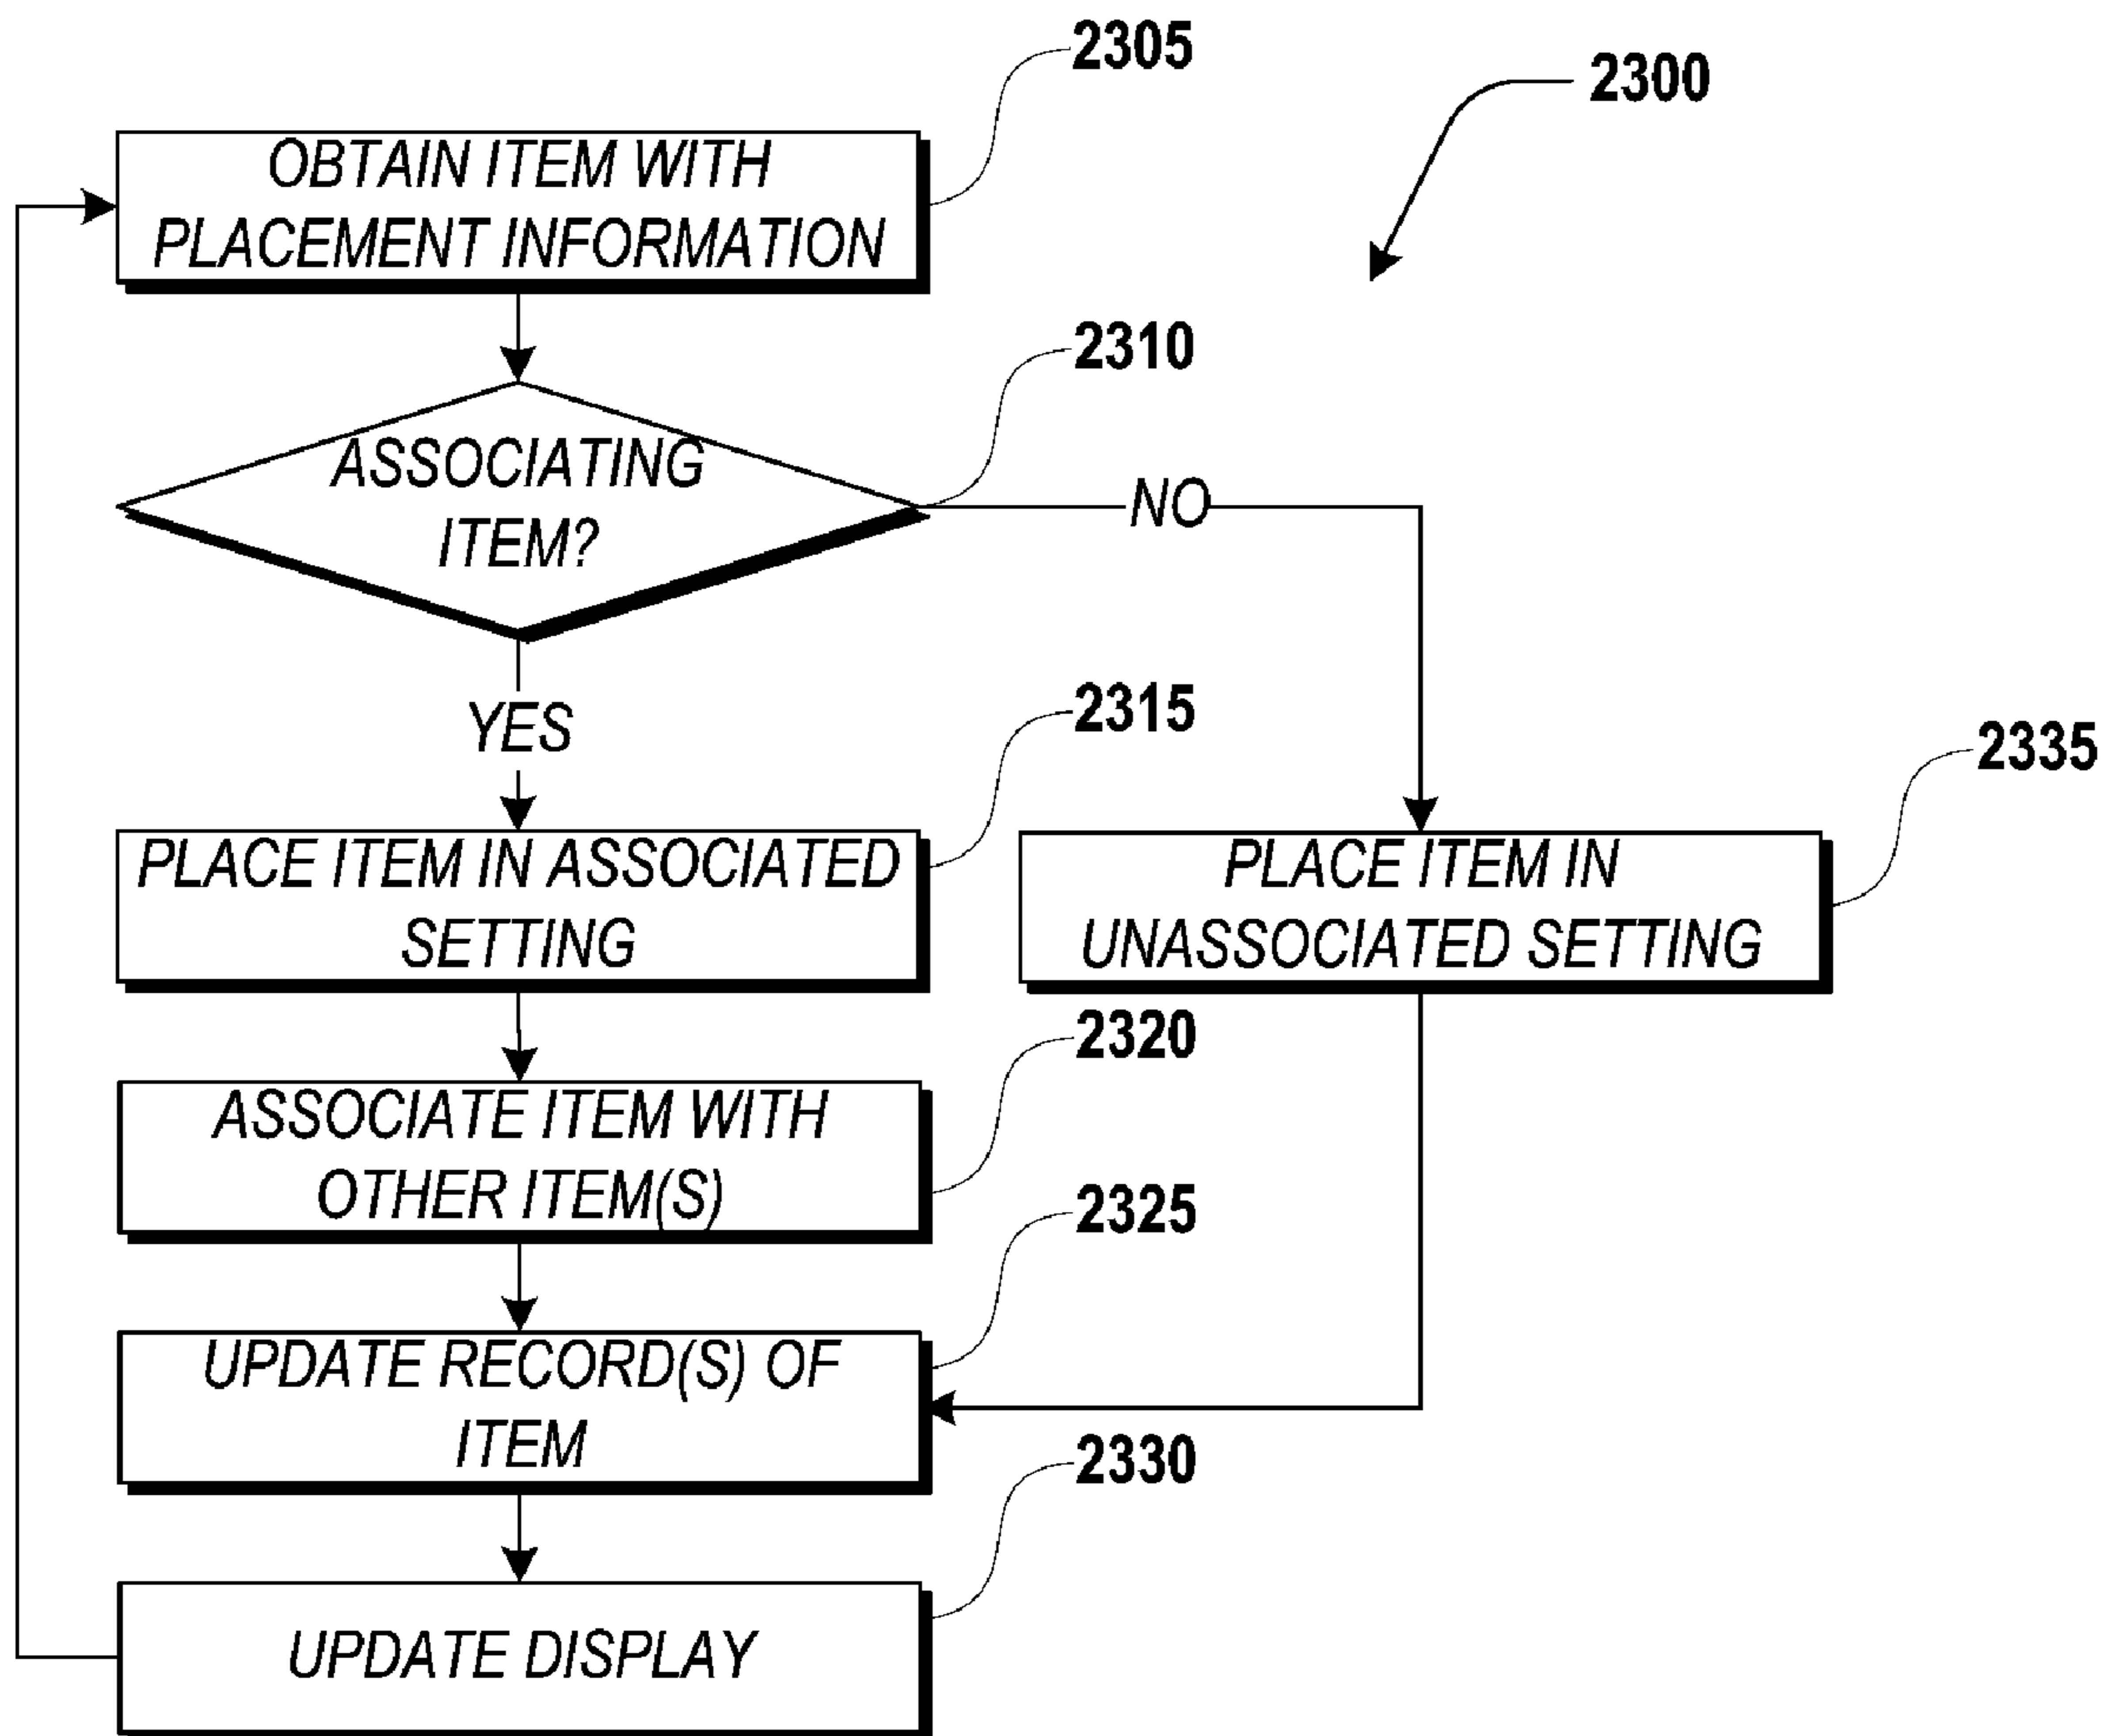 2305
2300
OBTAIN ITEM WITH
PLACEMENT INFORMATION
2310
ASSOCIATING
ITEM?
NO
YES
2315
2335
PLACE ITEM IN ASSOCIATED
SETTING
PLACE ITEM IN
UNASSOCIATED SETTING
2320
ASSOCIATE ITEM WITH
OTHER ITEM(S)
2325
UPDATE RECORD(S) OF
ITEM
2330
UPDATE DISPLAY